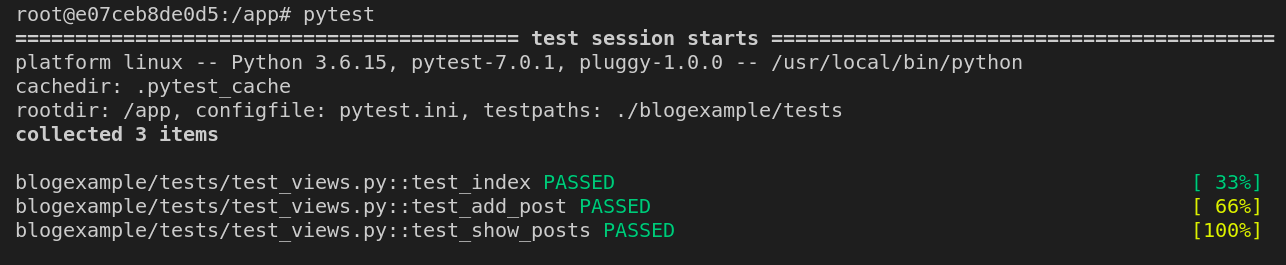 root@e07ceb8de0d5:/app# pytest
========================================== test session starts ==========================================
platform linux -- Python 3.6.15, pytest-7.0.1, pluggy-1.0.0 -- /usr/local/bin/python
cachedir: .pytest_cache
rootdir: /app, configfile: pytest.ini, testpaths: ./blogexample/tests
collected 3 items
blogexample/tests/test_views.py::test_index PASSED [ 33%]
blogexample/tests/test_views.py::test_add_post PASSED [ 66%]
blogexample/tests/test_views.py::test_show_posts PASSED [100%]